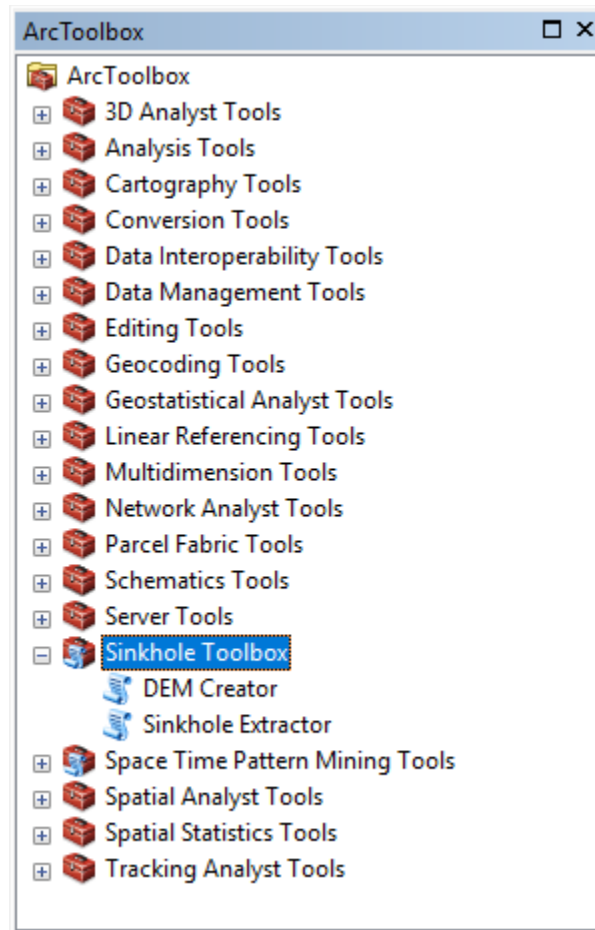 ArcToolbox
ArcToolbox
3D Analyst Tools
Analysis Tools
Cartography Tools
Conversion Tools
Data Interoperability Tools
Data Management Tools
Editing Tools
Geocoding Tools
Geostatistical Analyst Tools
Linear Referencing Tools
Multidimension Tools
Network Analyst Tools
Parcel Fabric Tools
Schematics Tools
Server Tools
Sinkhole Toolbox
DEM Creator
Sinkhole Extractor
Space Time Pattern Mining Tools
Spatial Analyst Tools
Spatial Statistics Tools
Tracking Analyst Tools